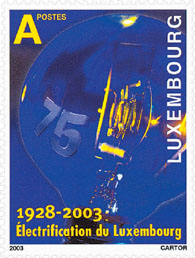 A POSTES
LUXEMBOURG
75
1928-2003:
Électrification du Luxembourg
2003 CARTOR